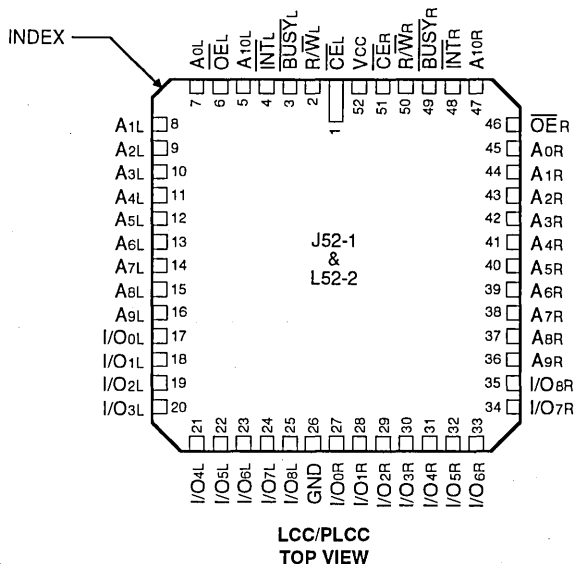 INDEX
A0L OEL A10L INTL BUSYL R/WL CEL VCC CER R/WR BUSYR INTR A10R
7 6 5 4 3 2 1 52 51 50 49 48 47
A1L 8
A2L 9
A3L 10
A4L 11
A5L 12
A6L 13
A7L 14
A8L 15
A9L 16
I/O0L 17
I/O1L 18
I/O2L 19
I/O3L 20
J52-1
&
L52-2
46 OER
45 A0R
44 A1R
43 A2R
42 A3R
41 A4R
40 A5R
39 A6R
38 A7R
37 A8R
36 A9R
35 I/O8R
34 I/O7R
21 22 23 24 25 26 27 28 29 30 31 32 33
I/O4L I/O5L I/O6L I/O7L I/O8L GND I/O0R I/O1R I/O2R I/O3R I/O4R I/O5R I/O6R
LCC/PLCC
TOP VIEW